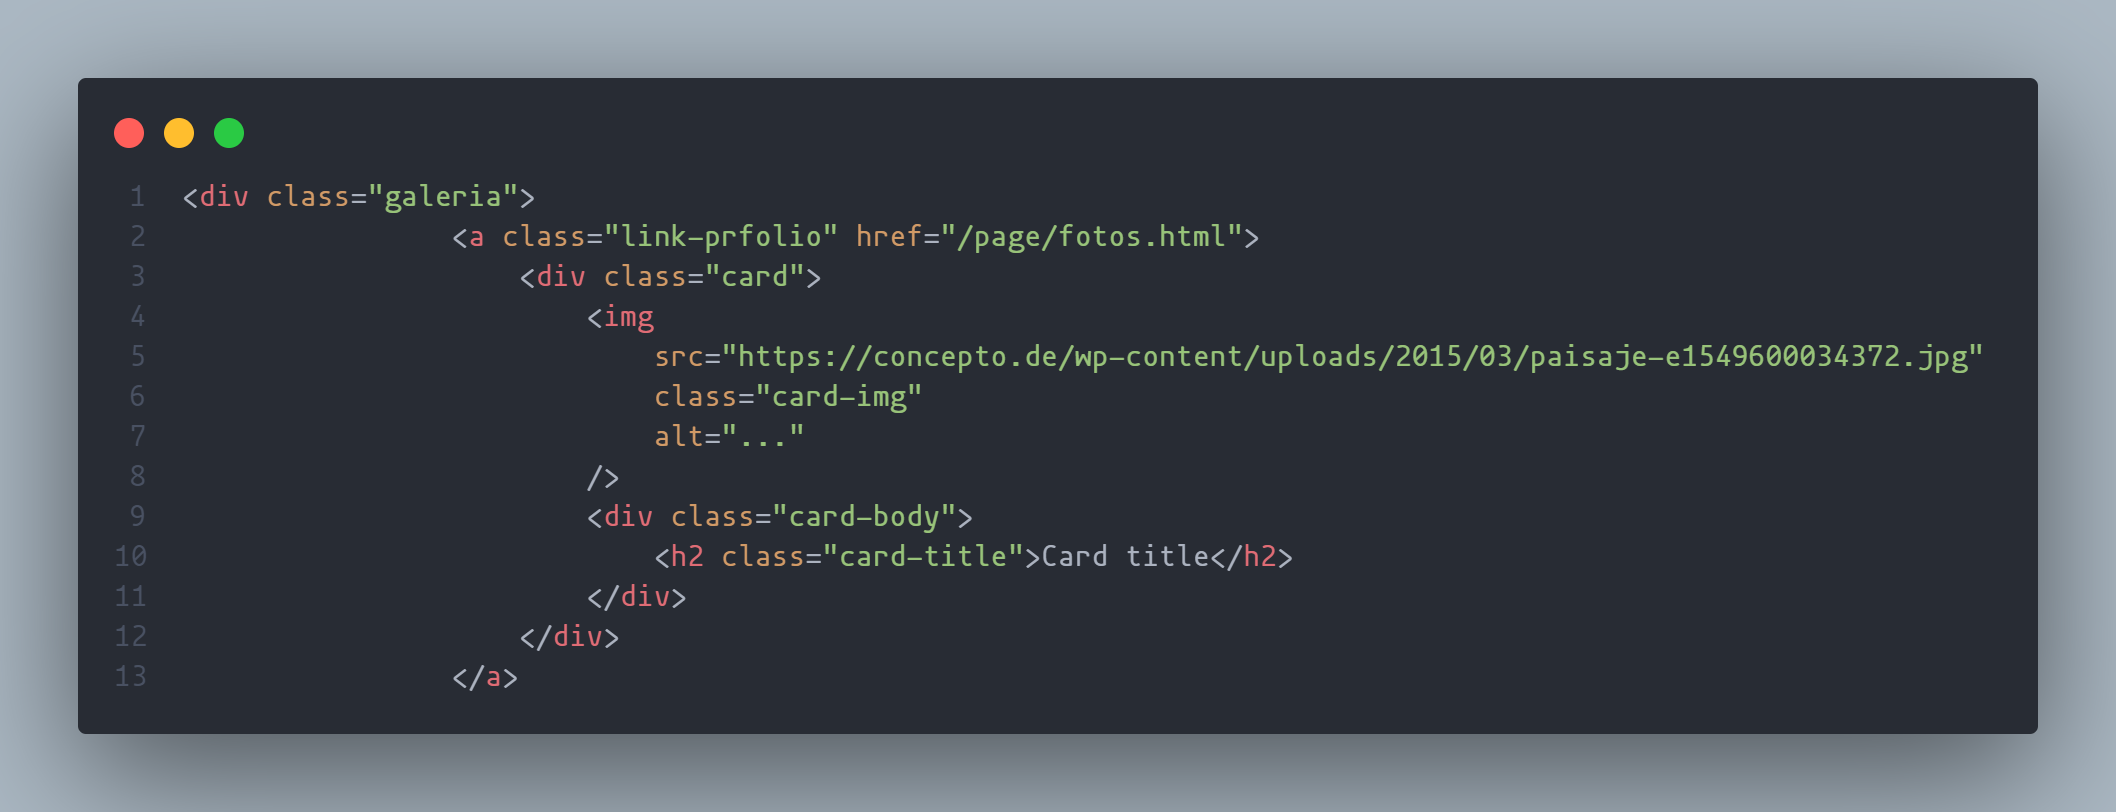 1 <div class="galeria">
2 <a class="link-prfolio" href="/page/fotos.html">
3 <div class="card">
4 <img
5 src="https://concepto.de/wp-content/uploads/2015/03/paisaje-e1549600034372.jpg"
6 class="card-img"
7 alt="..."
8 />
9 <div class="card-body">
10 <h2 class="card-title">Card title</h2>
11 </div>
12 </div>
13 </a>